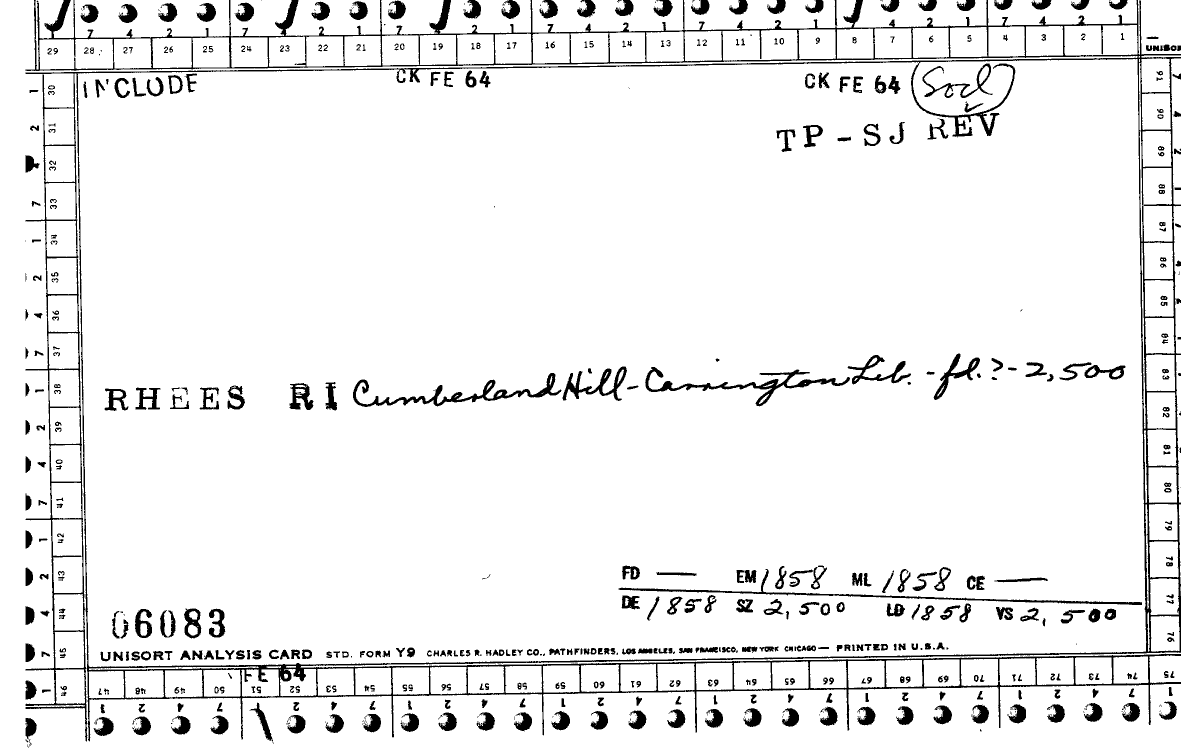 7 4 2 1 7 4 2 1 7 4 2 1 7 4 2 1 7 4 2 1 7 4 2 1 7 4 2 1
29 28 27 26 25 24 23 22 21 20 19 18 17 16 15 14 13 12 11 10 9 8 7 6 5 4 3 2 1 UNISORT
INCLUDE CK FE 64 CK FE 64 Socl
TP - SJ REV
RHEES RI Cumberland Hill - Carrington Lib. - fd.? - 2,500
FD — EM 1858 ML 1858 CE —
DE 1858 SZ 2,500 LD 1858 VS 2,500
06083
UNISORT ANALYSIS CARD STD. FORM Y9 CHARLES R. HADLEY CO., PATHFINDERS, LOS ANGELES, SAN FRANCISCO, NEW YORK CHICAGO — PRINTED IN U.S.A.
FE 64
47 48 49 50 51 52 53 54 55 56 57 58 59 60 61 62 63 64 65 66 67 68 69 70 71 72 73 74 75
30 31 32 33 34 35 36 37 38 39 40 41 42 43 44 45 46
91 90 89 88 87 86 85 84 83 82 81 80 79 78 77 76